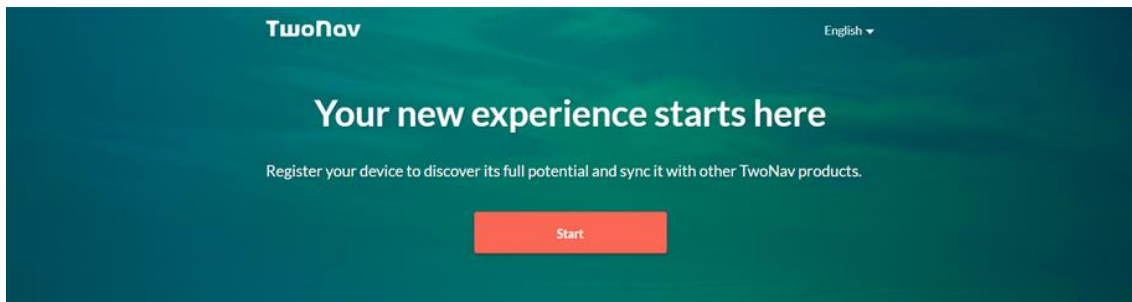 TwoNav
English
Your new experience starts here
Register your device to discover its full potential and sync it with other TwoNav products.
Start